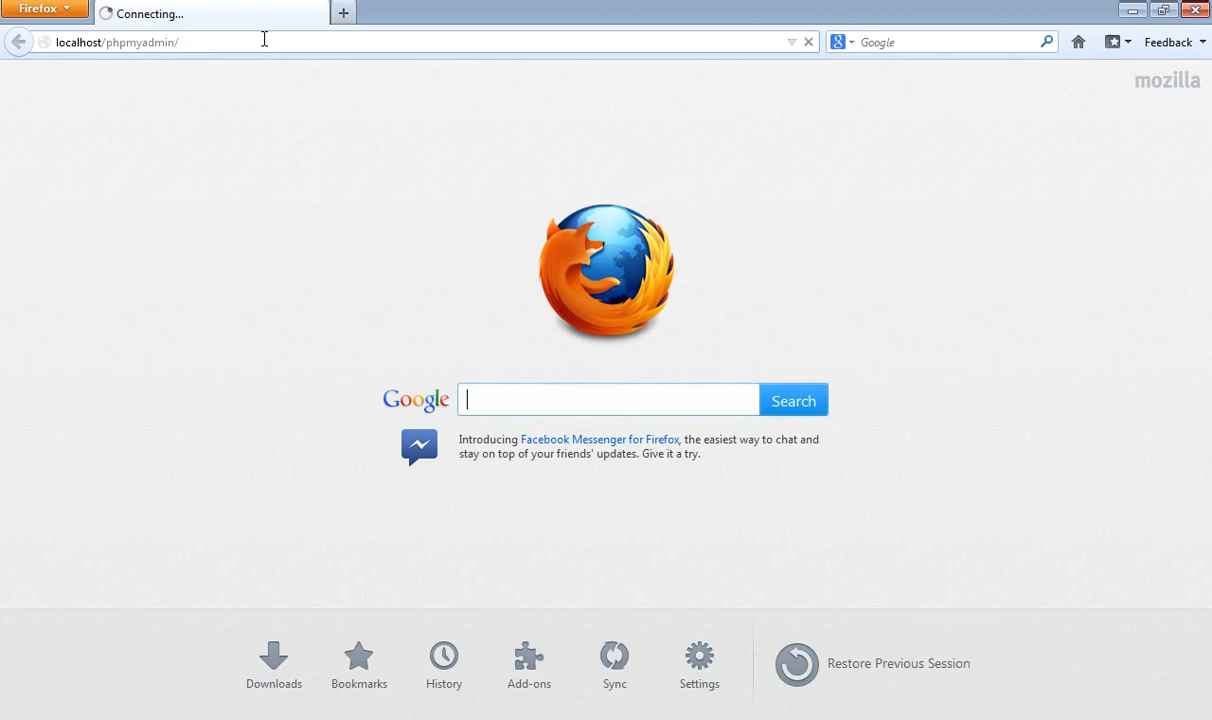 Firefox
Connecting...
localhost/phpmyadmin/
Google
Feedback
mozilla
Google
Search
Introducing Facebook Messenger for Firefox, the easiest way to chat and
stay on top of your friends' updates. Give it a try.
Downloads
Bookmarks
History
Add-ons
Sync
Settings
Restore Previous Session